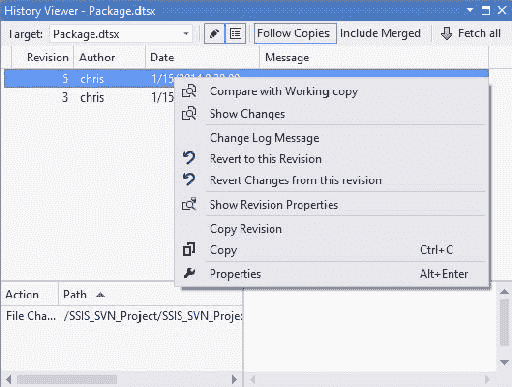 History Viewer - Package.dtsx
Target: Package.dtsx Follow Copies Include Merged Fetch all
Revision Author Date Message
5 chris
3 chris 1/15
Compare with Working copy
Show Changes
Change Log Message
Revert to this Revision
Revert Changes from this revision
Show Revision Properties
Copy Revision
Copy Ctrl+C
Properties Alt+Enter
Action Path
File Cha... /SSIS_SVN_Project/SSIS_SVN_Proje